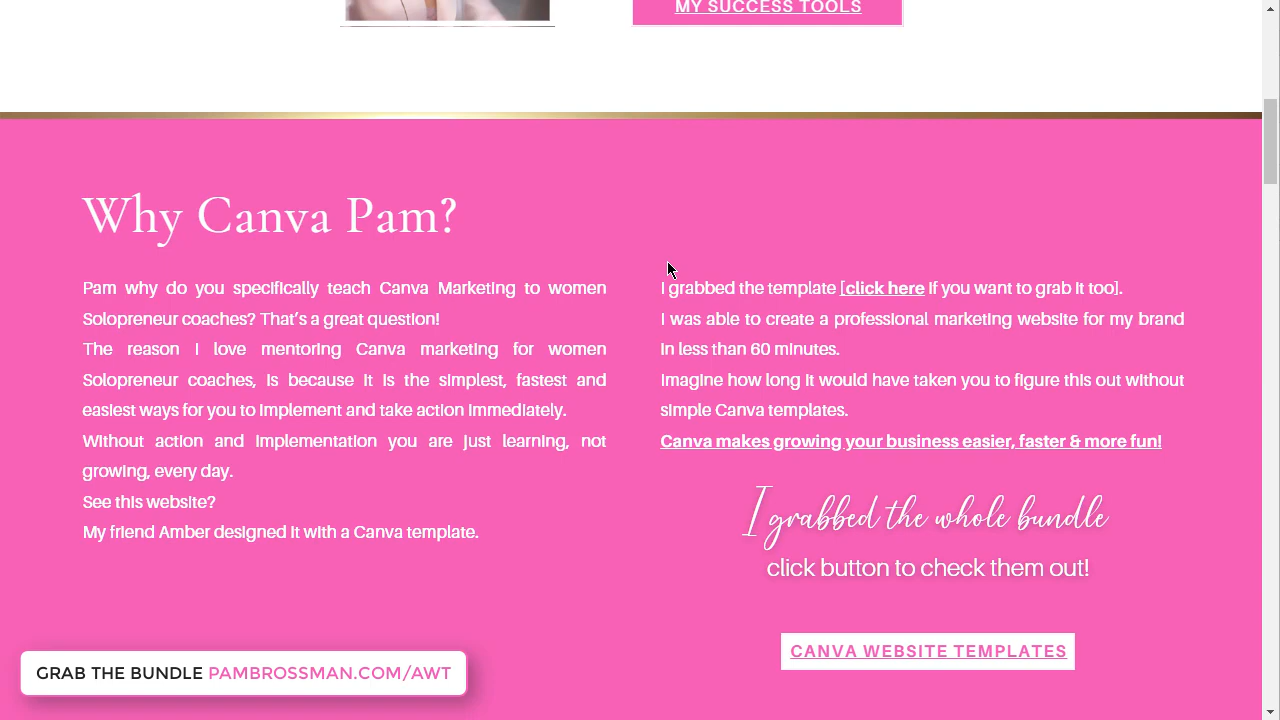 MY SUCCESS TOOLS
Why Canva Pam?
Pam why do you specifically teach Canva Marketing to women
Solopreneur coaches? That's a great question!
The reason I love mentoring Canva marketing for women
Solopreneur coaches, is because it is the simplest, fastest and
easiest ways for you to implement and take action immediately.
Without action and implementation you are just learning, not
growing, every day.
See this website?
My friend Amber designed it with a Canva template.
I grabbed the template [click here if you want to grab it too].
I was able to create a professional marketing website for my brand
in less than 60 minutes.
Imagine how long it would have taken you to figure this out without
simple Canva templates.
Canva makes growing your business easier, faster & more fun!
I grabbed the whole bundle
click button to check them out!
CANVA WEBSITE TEMPLATES
GRAB THE BUNDLE PAMBROSSMAN.COM/AWT